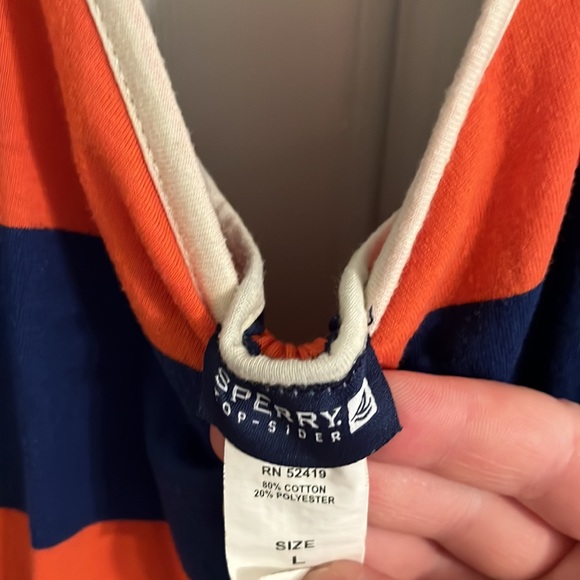 SPERRY.
TOP-SIDER
RN 52419
80% COTTON
20% POLYESTER
SIZE
L